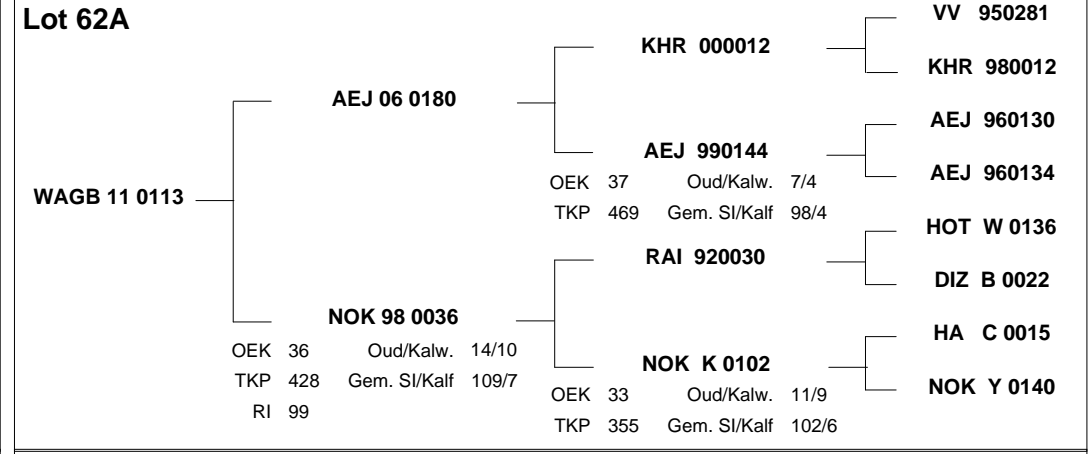 Lot 62A
VV 950281
KHR 000012
KHR 980012
AEJ 06 0180
AEJ 960130
AEJ 990144
AEJ 960134
OEK 37 Oud/Kalw. 7/4
TKP 469 Gem. SI/Kalf 98/4
WAGB 11 0113
HOT W 0136
RAI 920030
DIZ B 0022
NOK 98 0036
OEK 36 Oud/Kalw. 14/10
TKP 428 Gem. SI/Kalf 109/7
RI 99
HA C 0015
NOK K 0102
NOK Y 0140
OEK 33 Oud/Kalw. 11/9
TKP 355 Gem. SI/Kalf 102/6